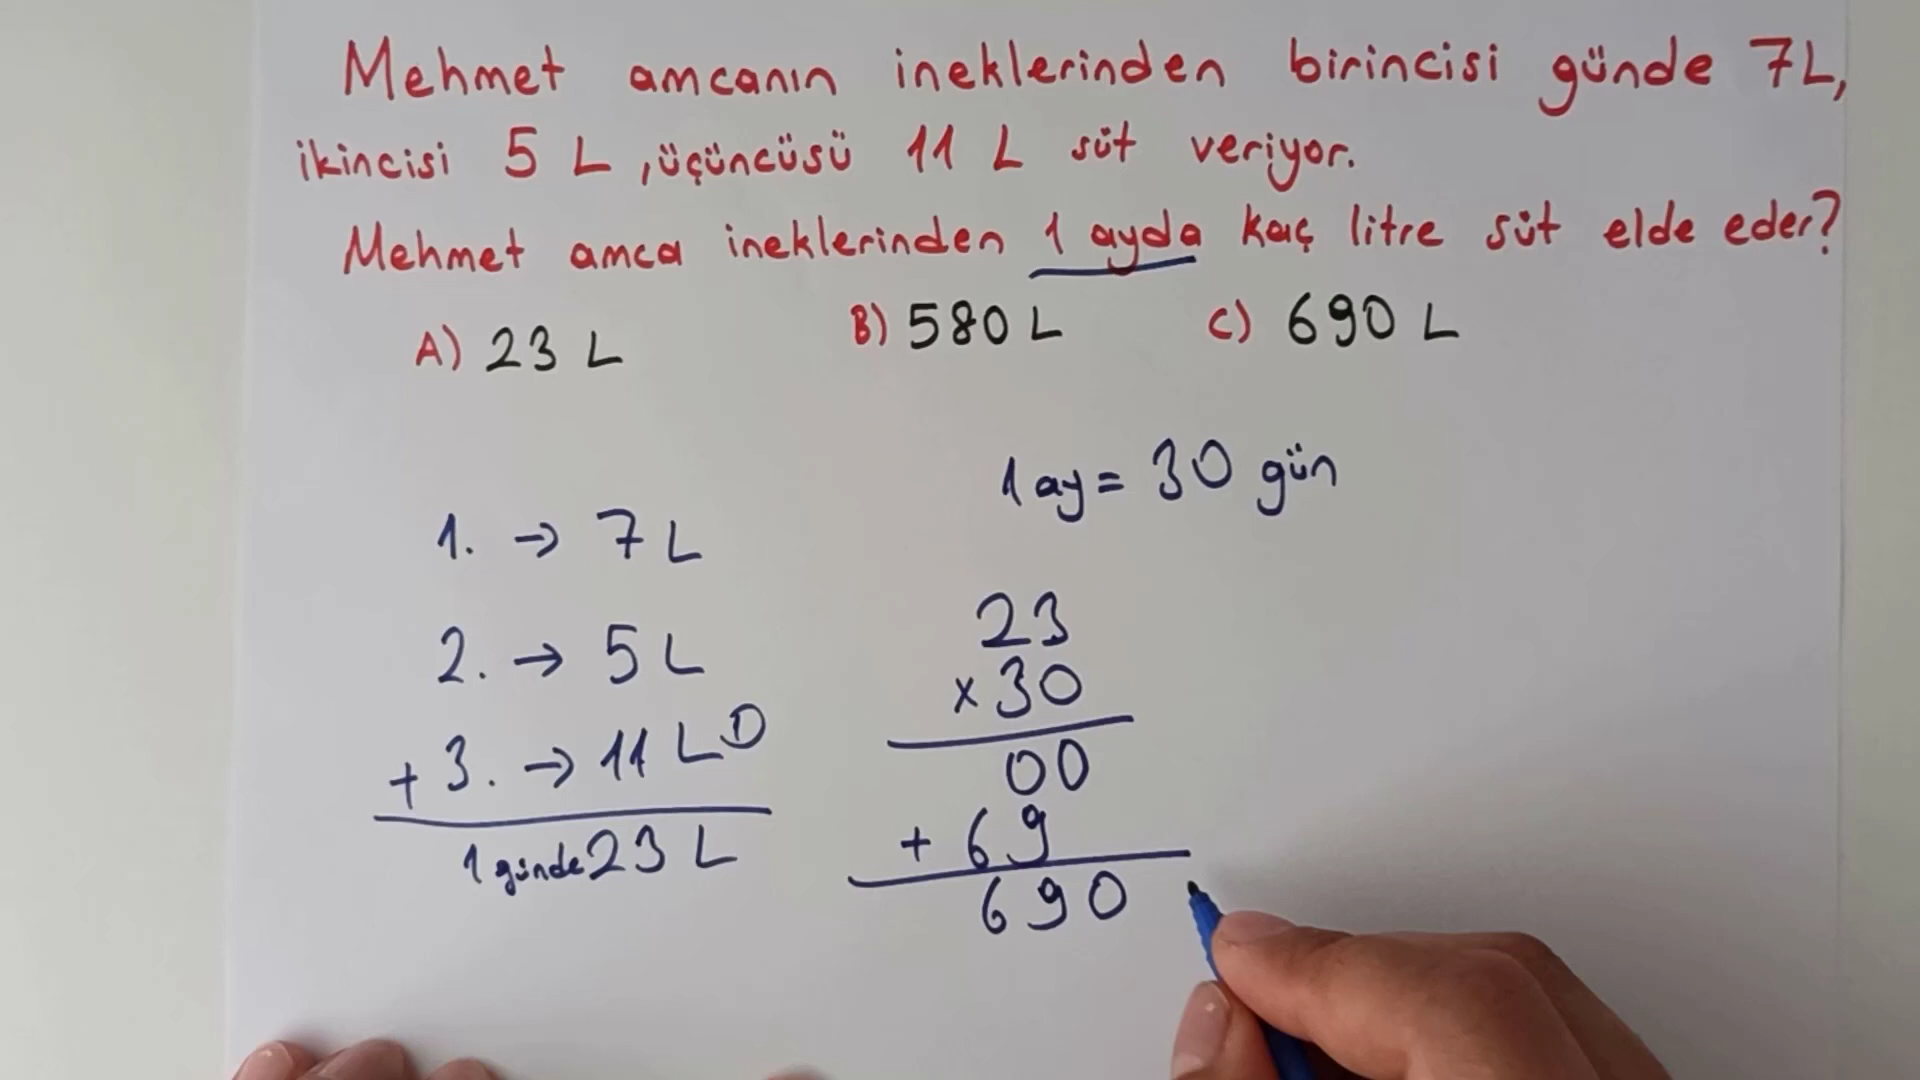 Mehmet amcanın ineklerinden birincisi günde 7L,
ikincisi 5 L, üçüncüsü 11 L süt veriyor.
Mehmet amca ineklerinden 1 ayda kaç litre süt elde eder?
A) 23 L B) 580 L C) 690 L
1 ay = 30 gün
1. → 7 L
2. → 5 L
+ 3. → 11 L
1 günde 23 L
23
x 30
00
+ 69
690